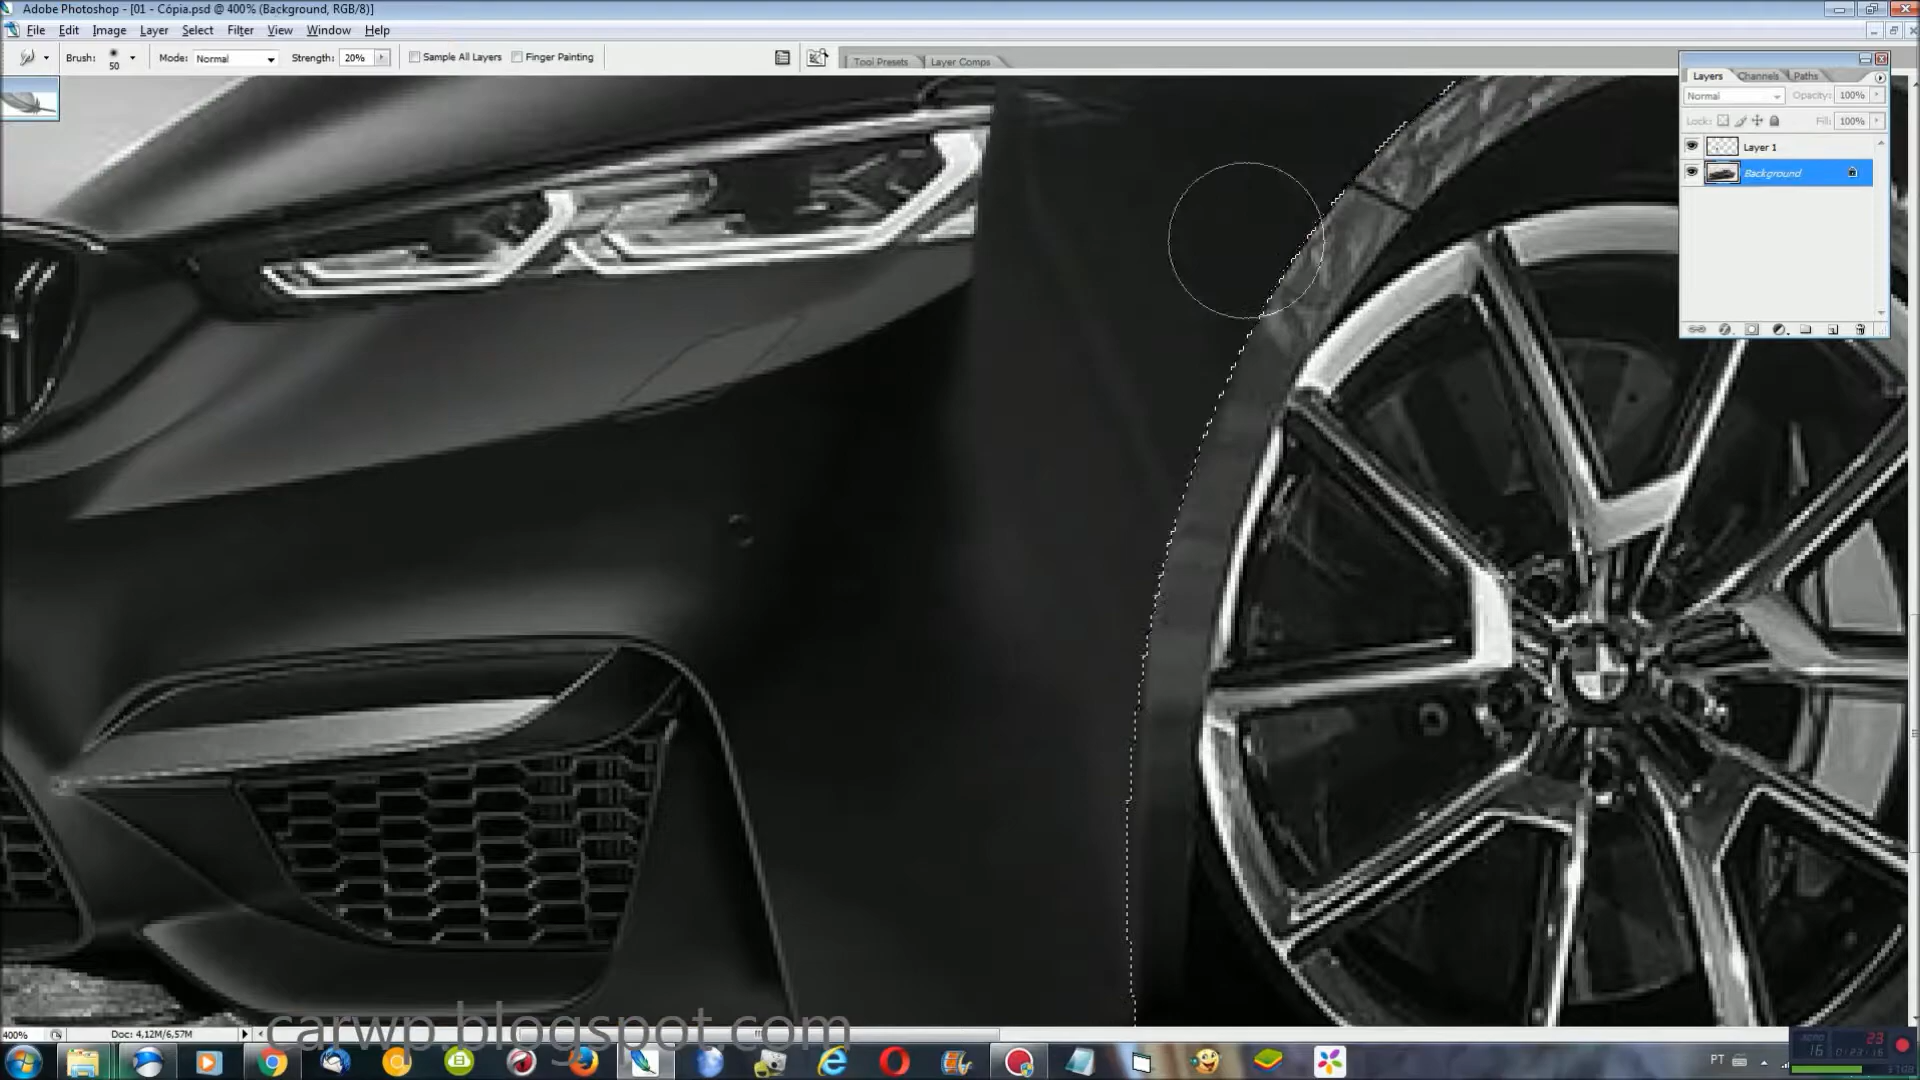 Adobe Photoshop - [01 - Cópia.psd @ 400% (Background, RGB/8)]
File Edit Image Layer Select Filter View Window Help
Brush: 50 Mode: Normal Strength: 20% Sample All Layers Finger Painting
Tool Presets Layer Comps
Layers Channels Paths
Normal Opacity: 100%
Lock: Fill: 100%
Layer 1
Background
400% Doc: 4,12M/6,57M
carwp.blogspot.com
PT
23
16